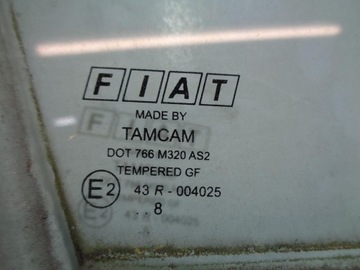 FIAT
MADE BY
TAMCAM
DOT 766 M320 AS2
TEMPERED GF
E2 43 R - 004025
. . 8